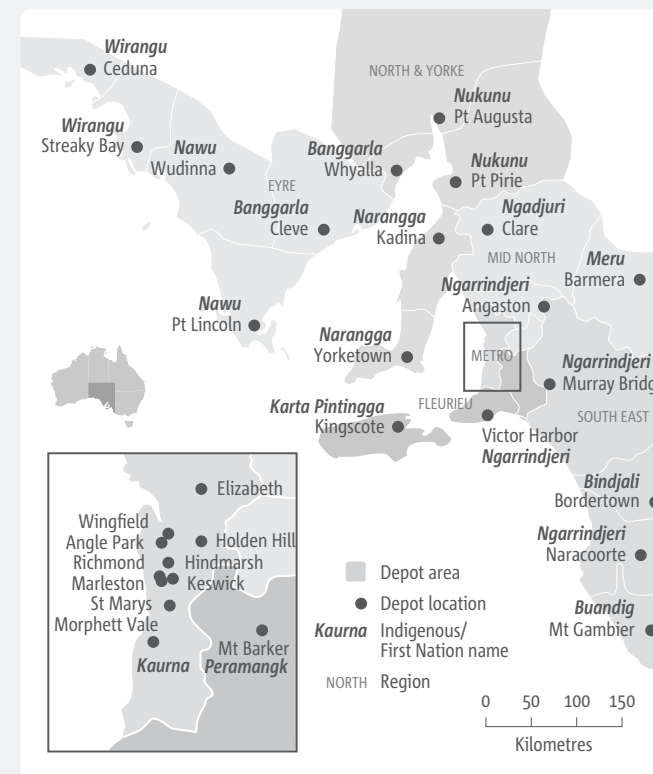 Wirangu
Ceduna
NORTH & YORKE
Nukunu
Pt Augusta
Wirangu
Streaky Bay
Nawu
Wudinna
Banggarla
Whyalla
Nukunu
Pt Pirie
EYRE
Banggarla
Cleve
Narangga
Kadina
Ngadjuri
Clare
MID NORTH
Meru
Barmera
Ngarrindjeri
Angaston
Nawu
Pt Lincoln
Narangga
Yorketown
METRO
Ngarrindjeri
Murray Bridg
Karta Pintingga
Kingscote
FLEURIEU
SOUTH EAST
Victor Harbor
Ngarrindjeri
Bindjali
Bordertown
Ngarrindjeri
Naracoorte
Buandig
Mt Gambier
Elizabeth
Wingfield
Angle Park
Holden Hill
Richmond
Hindmarsh
Marleston
Keswick
St Marys
Morphett Vale
Mt Barker
Kaurna
Peramangk
Depot area
Depot location
Kaurna Indigenous/
First Nation name
NORTH Region
0 50 100 150
Kilometres